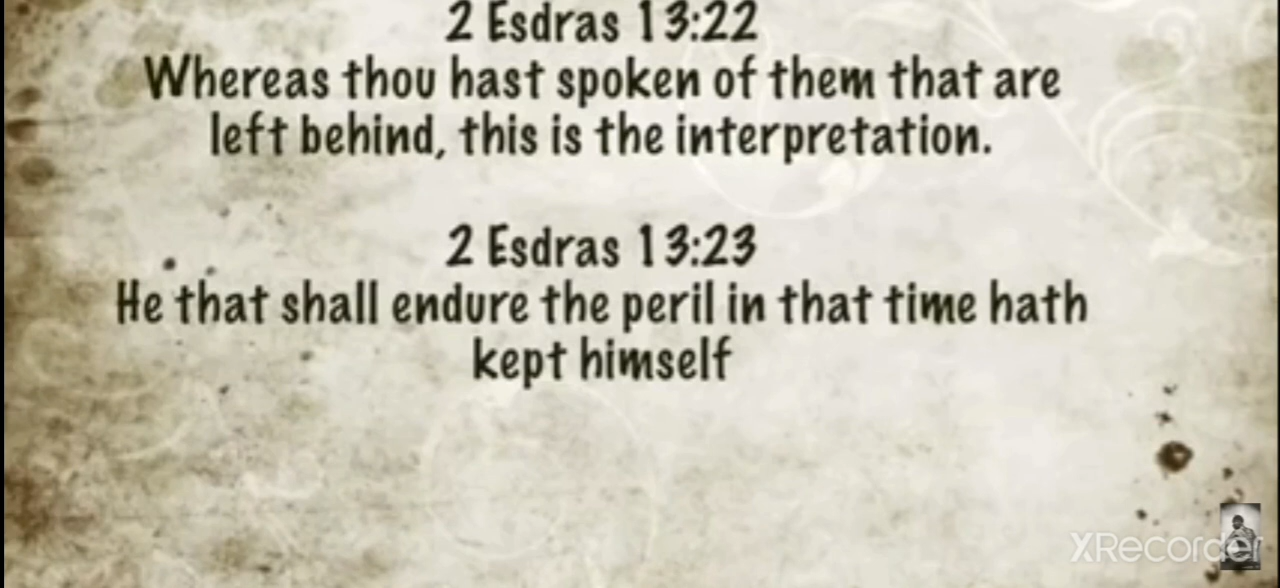 2 Esdras 13:22
Whereas thou hast spoken of them that are
left behind, this is the interpretation.
2 Esdras 13:23
He that shall endure the peril in that time hath
kept himself
XRecorder